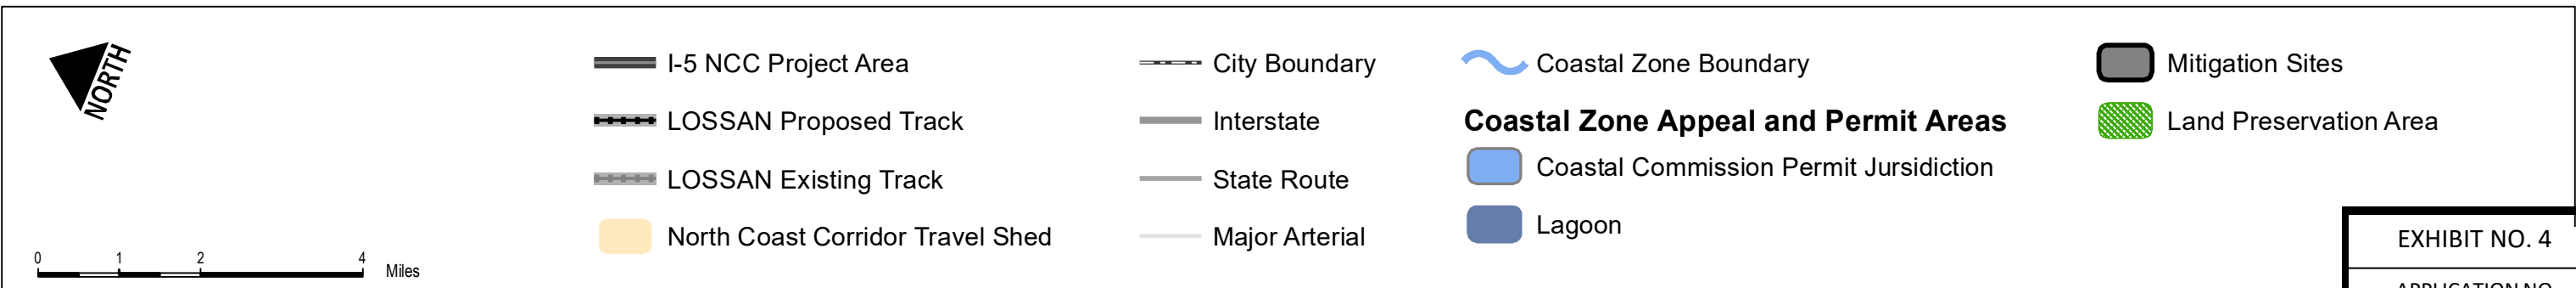 NORTH
0 1 2 4 Miles
I-5 NCC Project Area
LOSSAN Proposed Track
LOSSAN Existing Track
North Coast Corridor Travel Shed
City Boundary
Interstate
State Route
Major Arterial
Coastal Zone Boundary
Coastal Zone Appeal and Permit Areas
Coastal Commission Permit Jursidiction
Lagoon
Mitigation Sites
Land Preservation Area
EXHIBIT NO. 4
APPLICATION NO.